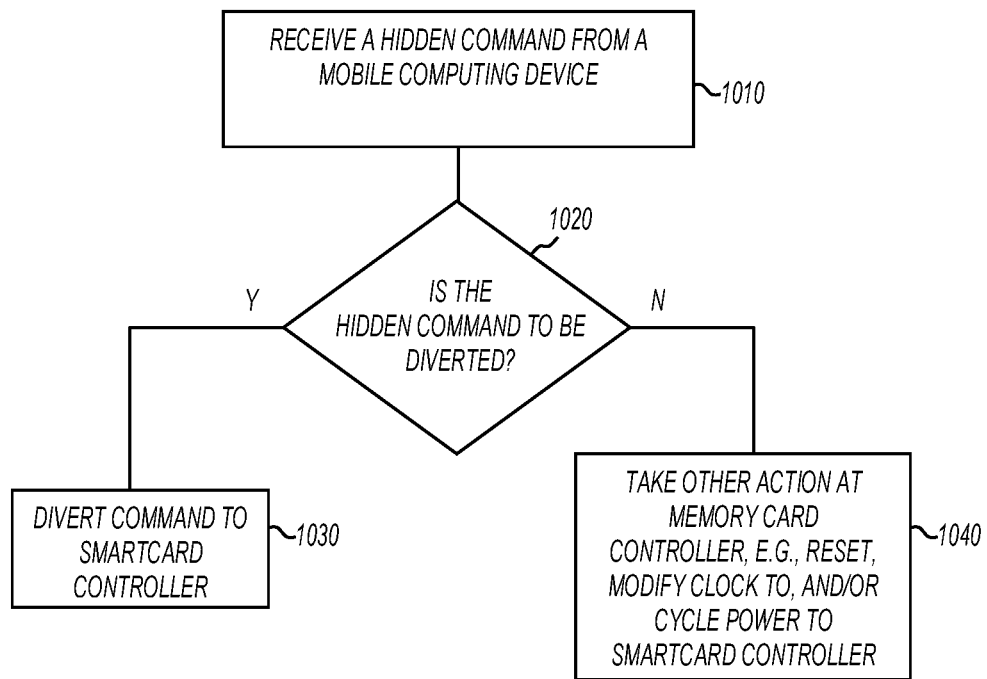 RECEIVE A HIDDEN COMMAND FROM A
MOBILE COMPUTING DEVICE
1010
1020
IS THE
HIDDEN COMMAND TO BE
DIVERTED?
Y
N
DIVERT COMMAND TO
SMARTCARD
CONTROLLER
1030
TAKE OTHER ACTION AT
MEMORY CARD
CONTROLLER, E.G., RESET,
MODIFY CLOCK TO, AND/OR
CYCLE POWER TO
SMARTCARD CONTROLLER
1040